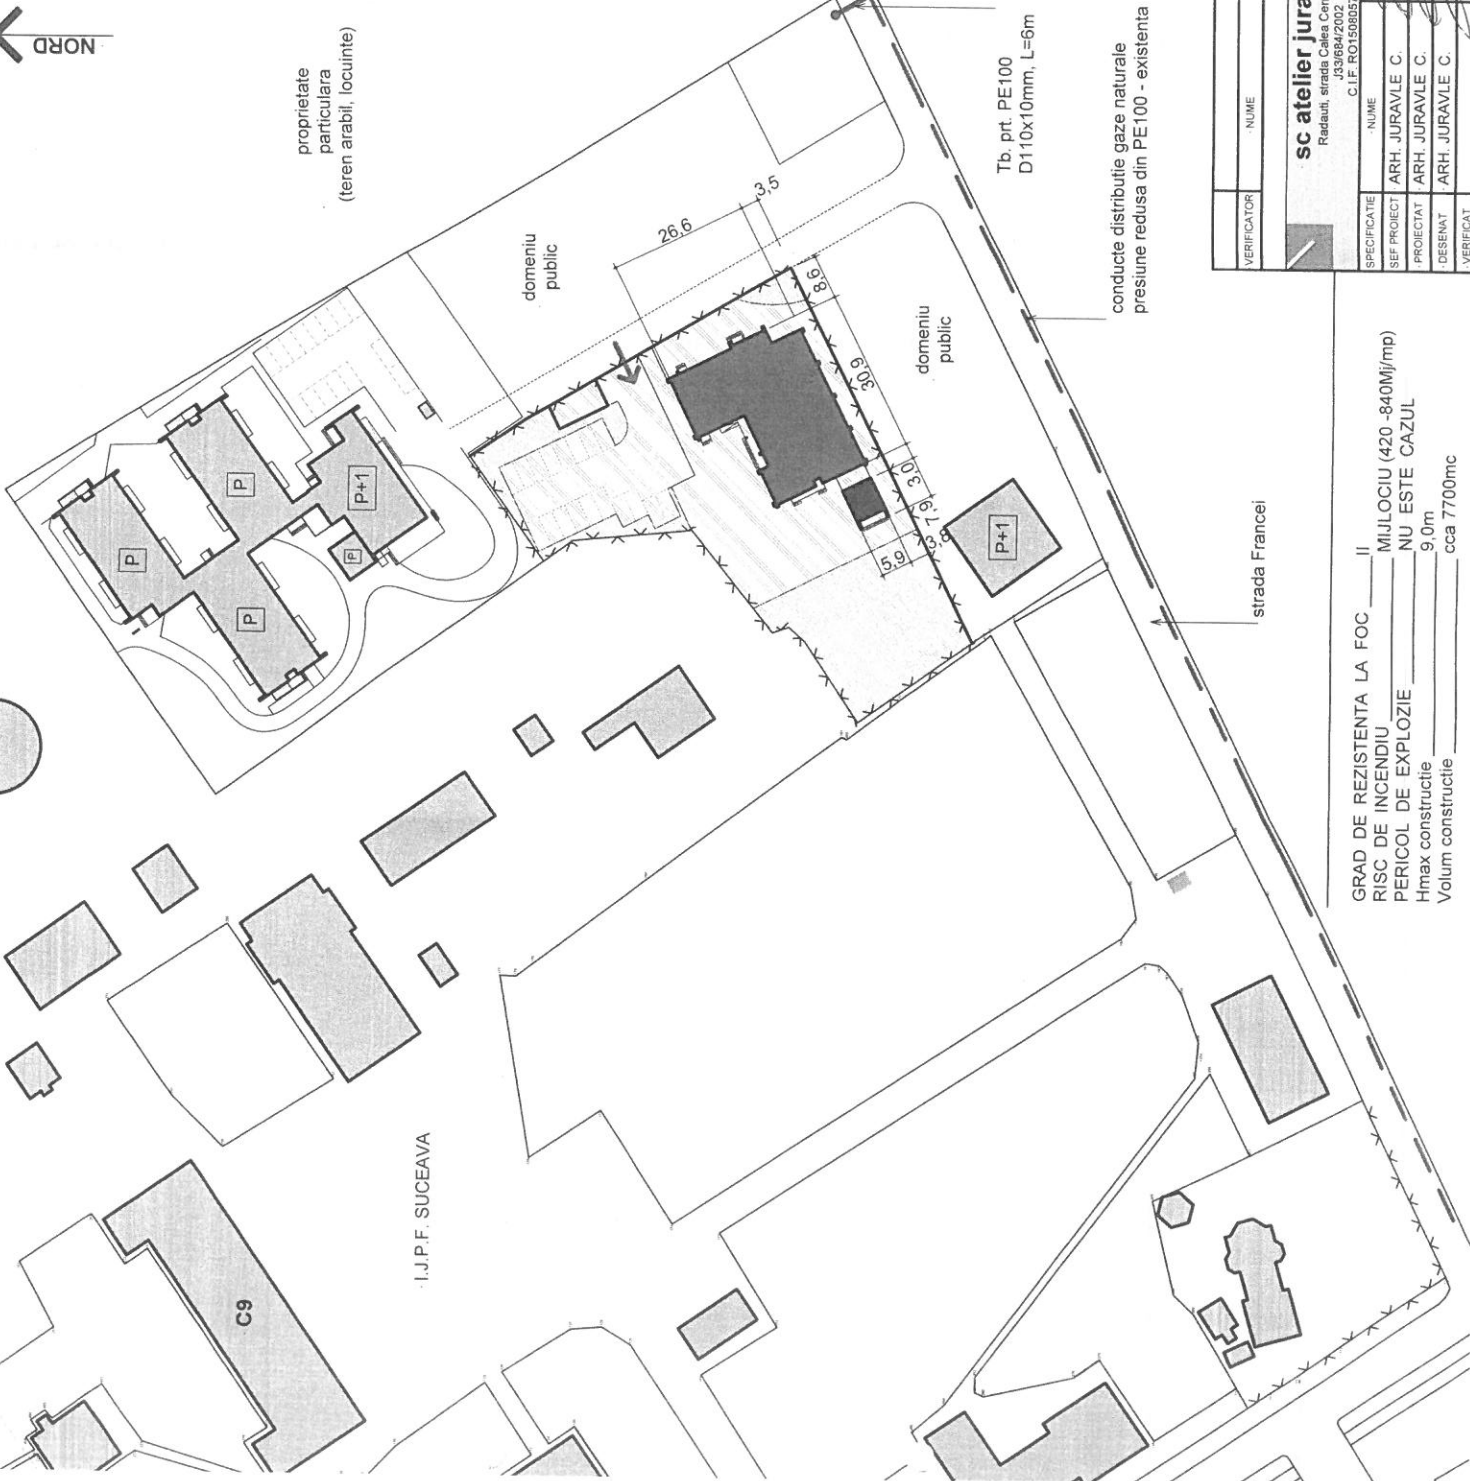 NORD
proprietate
particulara
(teren arabil, locuinte)
domeniu
public
26,6
3,5
8,6
30,9
3,0
7,9
3,8
5,9
domeniu
public
P
P
P
P
P+1
P+1
Tb. prt. PE100
D110x10mm, L=6m
conducte distributie gaze naturale
presiune redusa din PE100 - existenta
strada Francei
I.J.P.F. SUCEAVA
C9
VERIFICATOR NUME
sc atelier jura
Radauti, strada Calea Cer
J33/684/2002
C.I.F. RO1508057
SPECIFICATIE NUME
SEF PROIECT ARH. JURAVLE C.
PROIECTAT ARH. JURAVLE C.
DESENAT ARH. JURAVLE C.
VERIFICAT
GRAD DE REZISTENTA LA FOC II
RISC DE INCENDIU MIJLOCIU (420 -840Mj/mp)
PERICOL DE EXPLOZIE NU ESTE CAZUL
Hmax constructie 9,0m
Volum constructie cca 7700mc